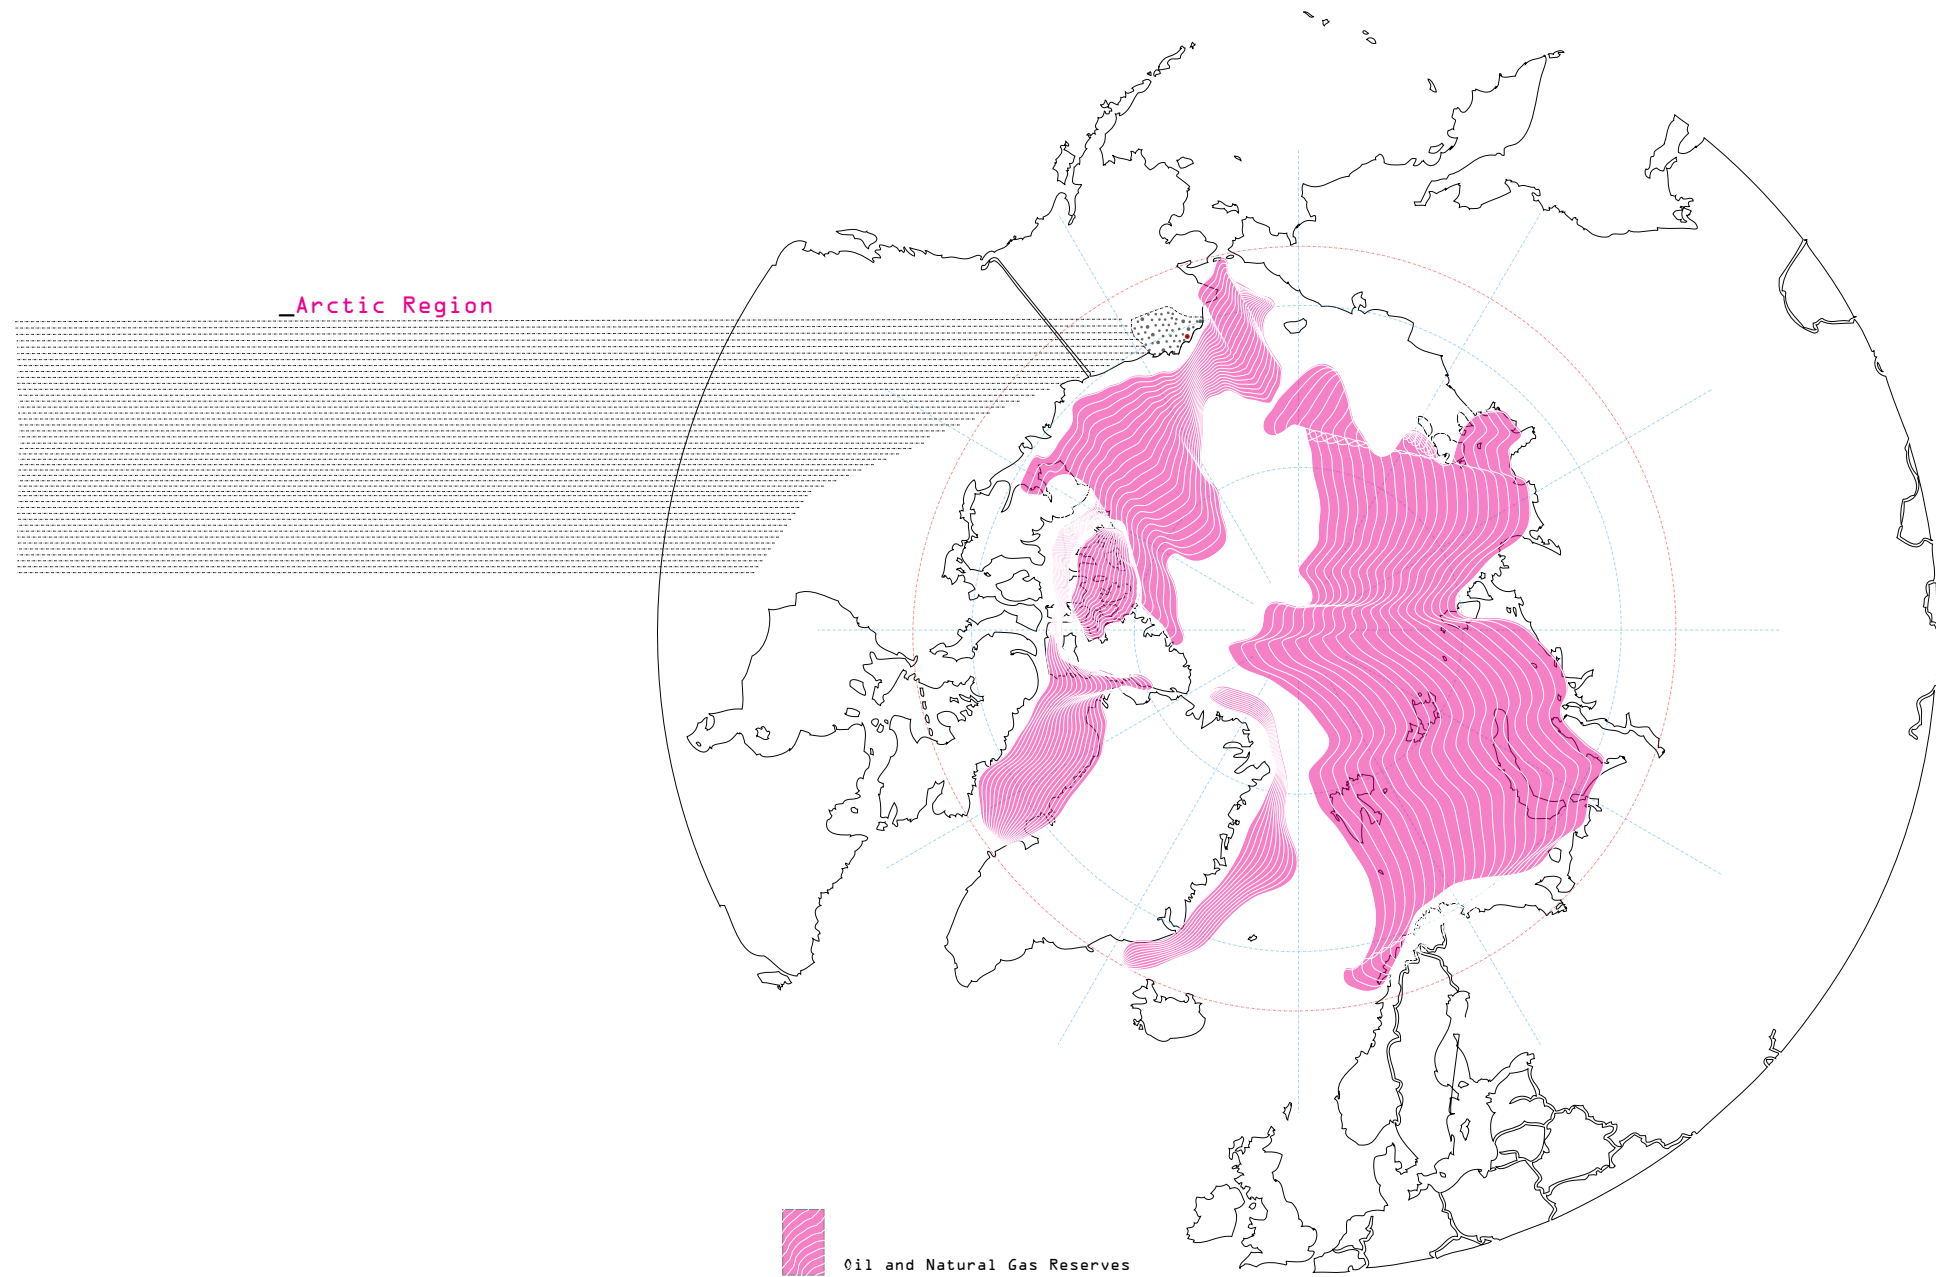 _Arctic Region
Oil and Natural Gas Reserves